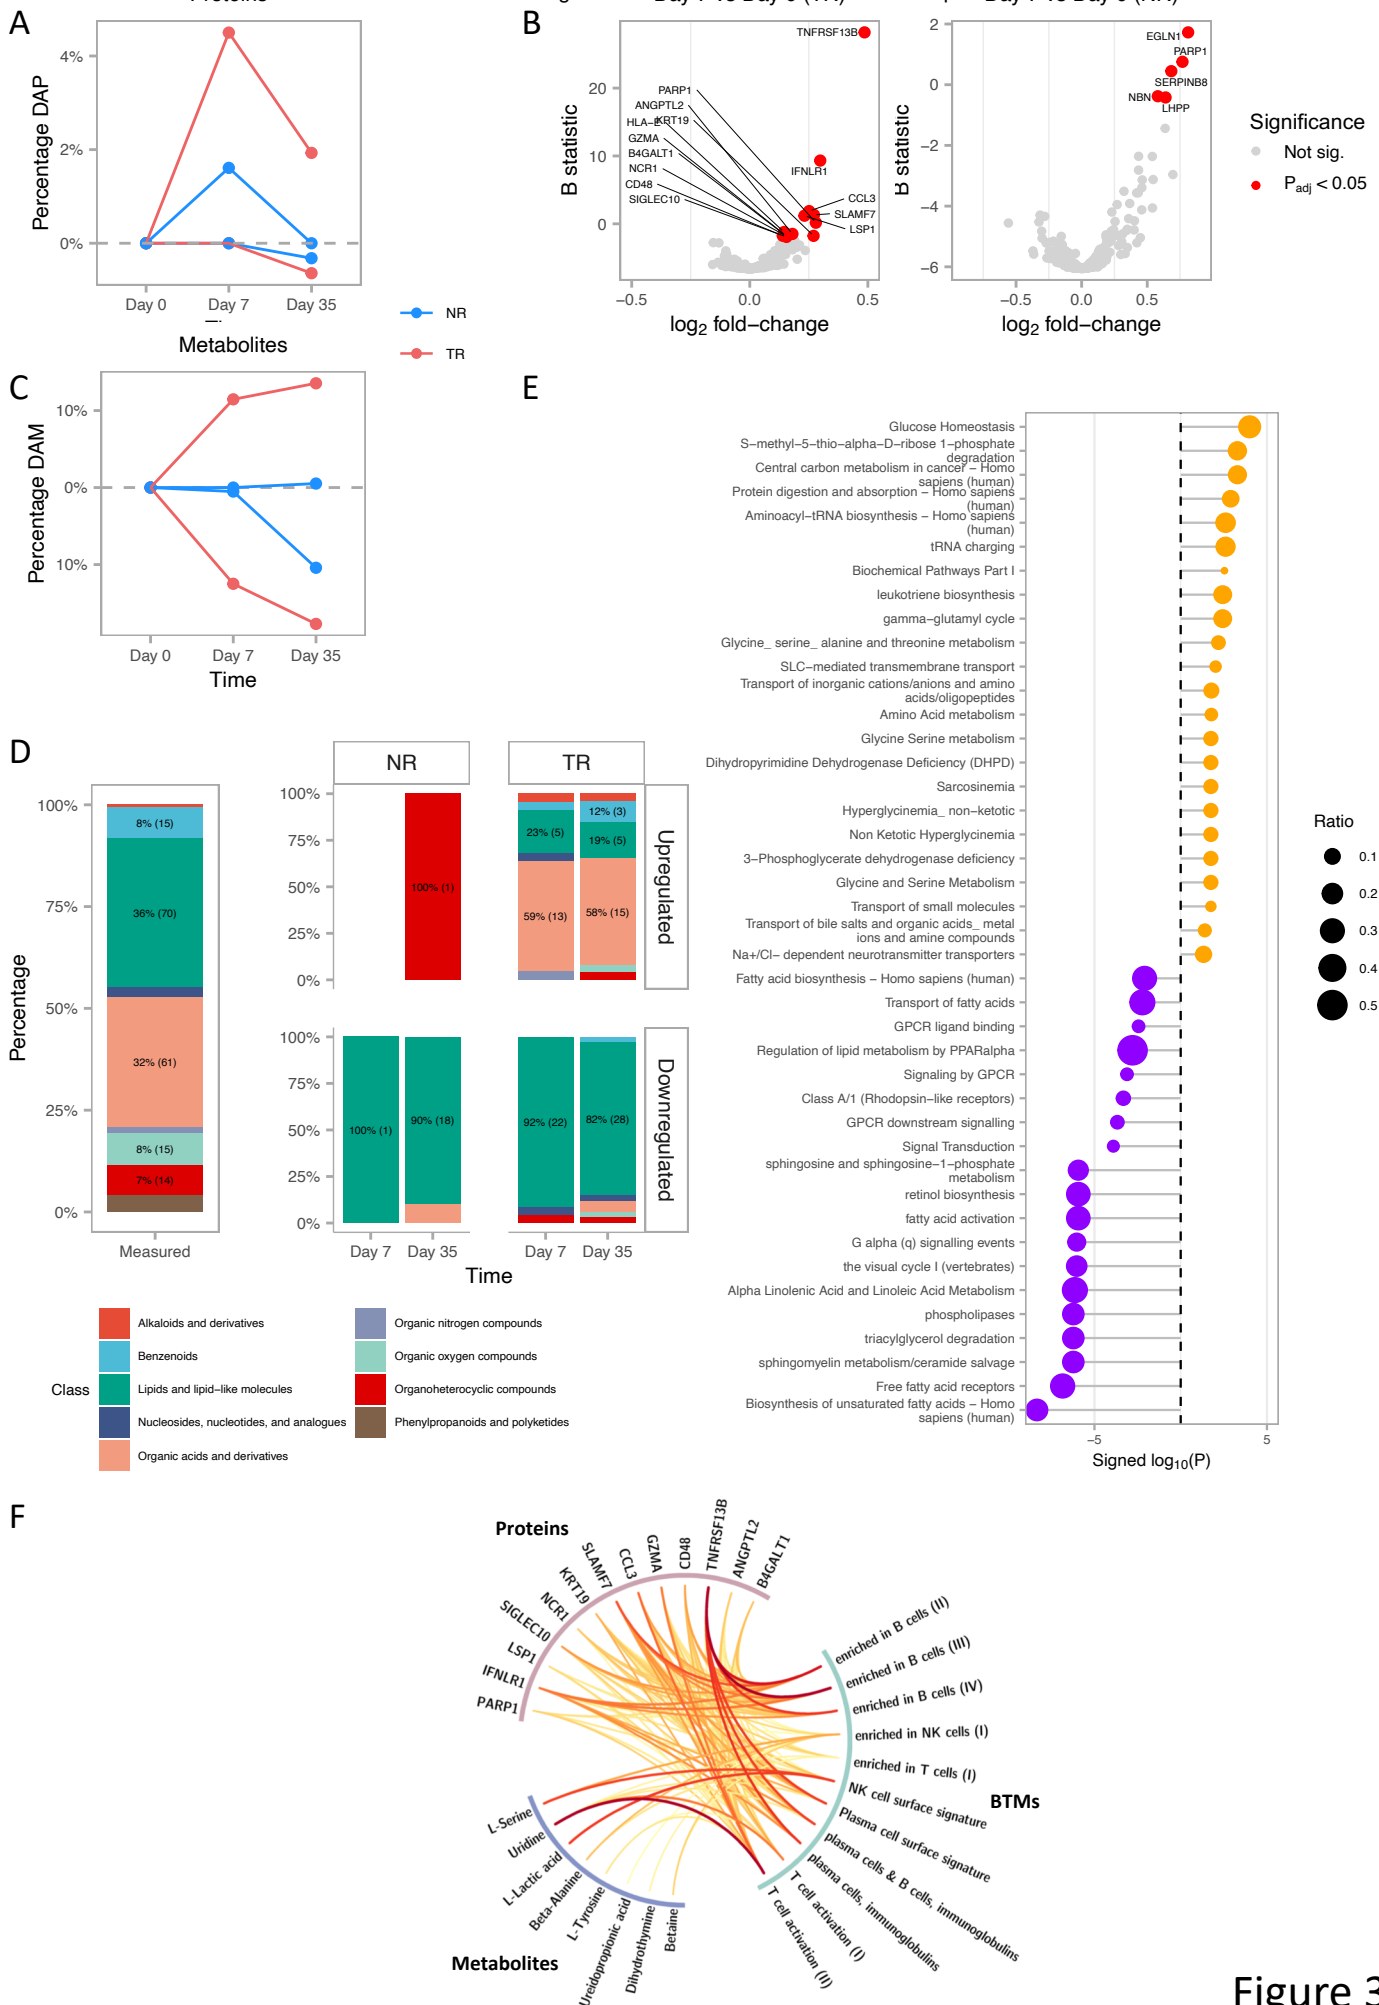 A
Proteins
Percentage DAP
4%
2%
0%
Day 0
Day 7
Day 35
NR
TR
B
Day 7 vs Day 0 (TR)
B statistic
20
10
0
TNFRSF13B
PARP1
ANGPTL2
HLA-E
KRT19
GZMA
B4GALT1
NCR1
CD48
SIGLEC10
IFNLR1
CCL3
SLAMF7
LSP1
−0.5
0.0
0.5
log2 fold−change
Day 7 vs Day 0 (NR)
B statistic
2
0
−2
−4
−6
EGLN1
PARP1
SERPINB8
NBN
LHPP
−0.5
0.0
0.5
log2 fold−change
Significance
Not sig.
Padj < 0.05
C
Metabolites
Percentage DAM
10%
0%
10%
Day 0
Day 7
Day 35
Time
D
Percentage
100%
75%
50%
25%
0%
8% (15)
36% (70)
32% (61)
8% (15)
7% (14)
Measured
NR
TR
Upregulated
100%
75%
50%
25%
0%
100% (1)
23% (5)
59% (13)
12% (3)
19% (5)
58% (15)
Downregulated
100%
75%
50%
25%
0%
100% (1)
90% (18)
92% (22)
82% (28)
Day 7
Day 35
Day 7
Day 35
Time
Class
Alkaloids and derivatives
Benzenoids
Lipids and lipid−like molecules
Nucleosides, nucleotides, and analogues
Organic acids and derivatives
Organic nitrogen compounds
Organic oxygen compounds
Organoheterocyclic compounds
Phenylpropanoids and polyketides
E
Glucose Homeostasis
S−methyl−5−thio−alpha−D−ribose 1−phosphate
degradation
Central carbon metabolism in cancer − Homo
sapiens (human)
Protein digestion and absorption − Homo sapiens
(human)
Aminoacyl−tRNA biosynthesis − Homo sapiens
(human)
tRNA charging
Biochemical Pathways Part I
leukotriene biosynthesis
gamma−glutamyl cycle
Glycine_ serine_ alanine and threonine metabolism
SLC−mediated transmembrane transport
Transport of inorganic cations/anions and amino
acids/oligopeptides
Amino Acid metabolism
Glycine Serine metabolism
Dihydropyrimidine Dehydrogenase Deficiency (DHPD)
Sarcosinemia
Hyperglycinemia_ non−ketotic
Non Ketotic Hyperglycinemia
3−Phosphoglycerate dehydrogenase deficiency
Glycine and Serine Metabolism
Transport of small molecules
Transport of bile salts and organic acids_ metal
ions and amine compounds
Na+/Cl− dependent neurotransmitter transporters
Fatty acid biosynthesis − Homo sapiens (human)
Transport of fatty acids
GPCR ligand binding
Regulation of lipid metabolism by PPARalpha
Signaling by GPCR
Class A/1 (Rhodopsin−like receptors)
GPCR downstream signalling
Signal Transduction
sphingosine and sphingosine−1−phosphate
metabolism
retinol biosynthesis
fatty acid activation
G alpha (q) signalling events
the visual cycle I (vertebrates)
Alpha Linolenic Acid and Linoleic Acid Metabolism
phospholipases
triacylglycerol degradation
sphingomyelin metabolism/ceramide salvage
Free fatty acid receptors
Biosynthesis of unsaturated fatty acids − Homo
sapiens (human)
−5
5
Signed log10(P)
Ratio
0.1
0.2
0.3
0.4
0.5
F
Proteins
PARP1
IFNLR1
LSP1
SIGLEC10
NCR1
KRT19
SLAMF7
CCL3
GZMA
CD48
TNFRSF13B
ANGPTL2
B4GALT1
enriched in B cells (II)
enriched in B cells (III)
enriched in B cells (IV)
enriched in NK cells (I)
enriched in T cells (I)
NK cell surface signature
Plasma cell surface signature
plasma cells & B cells, immunoglobulins
plasma cells, immunoglobulins
T cell activation (I)
T cell activation (II)
BTMs
L-Serine
Uridine
L-Lactic acid
Beta-Alanine
L-Tyrosine
Ureidopropionic acid
Dihydrothymine
Betaine
Metabolites
Figure 3